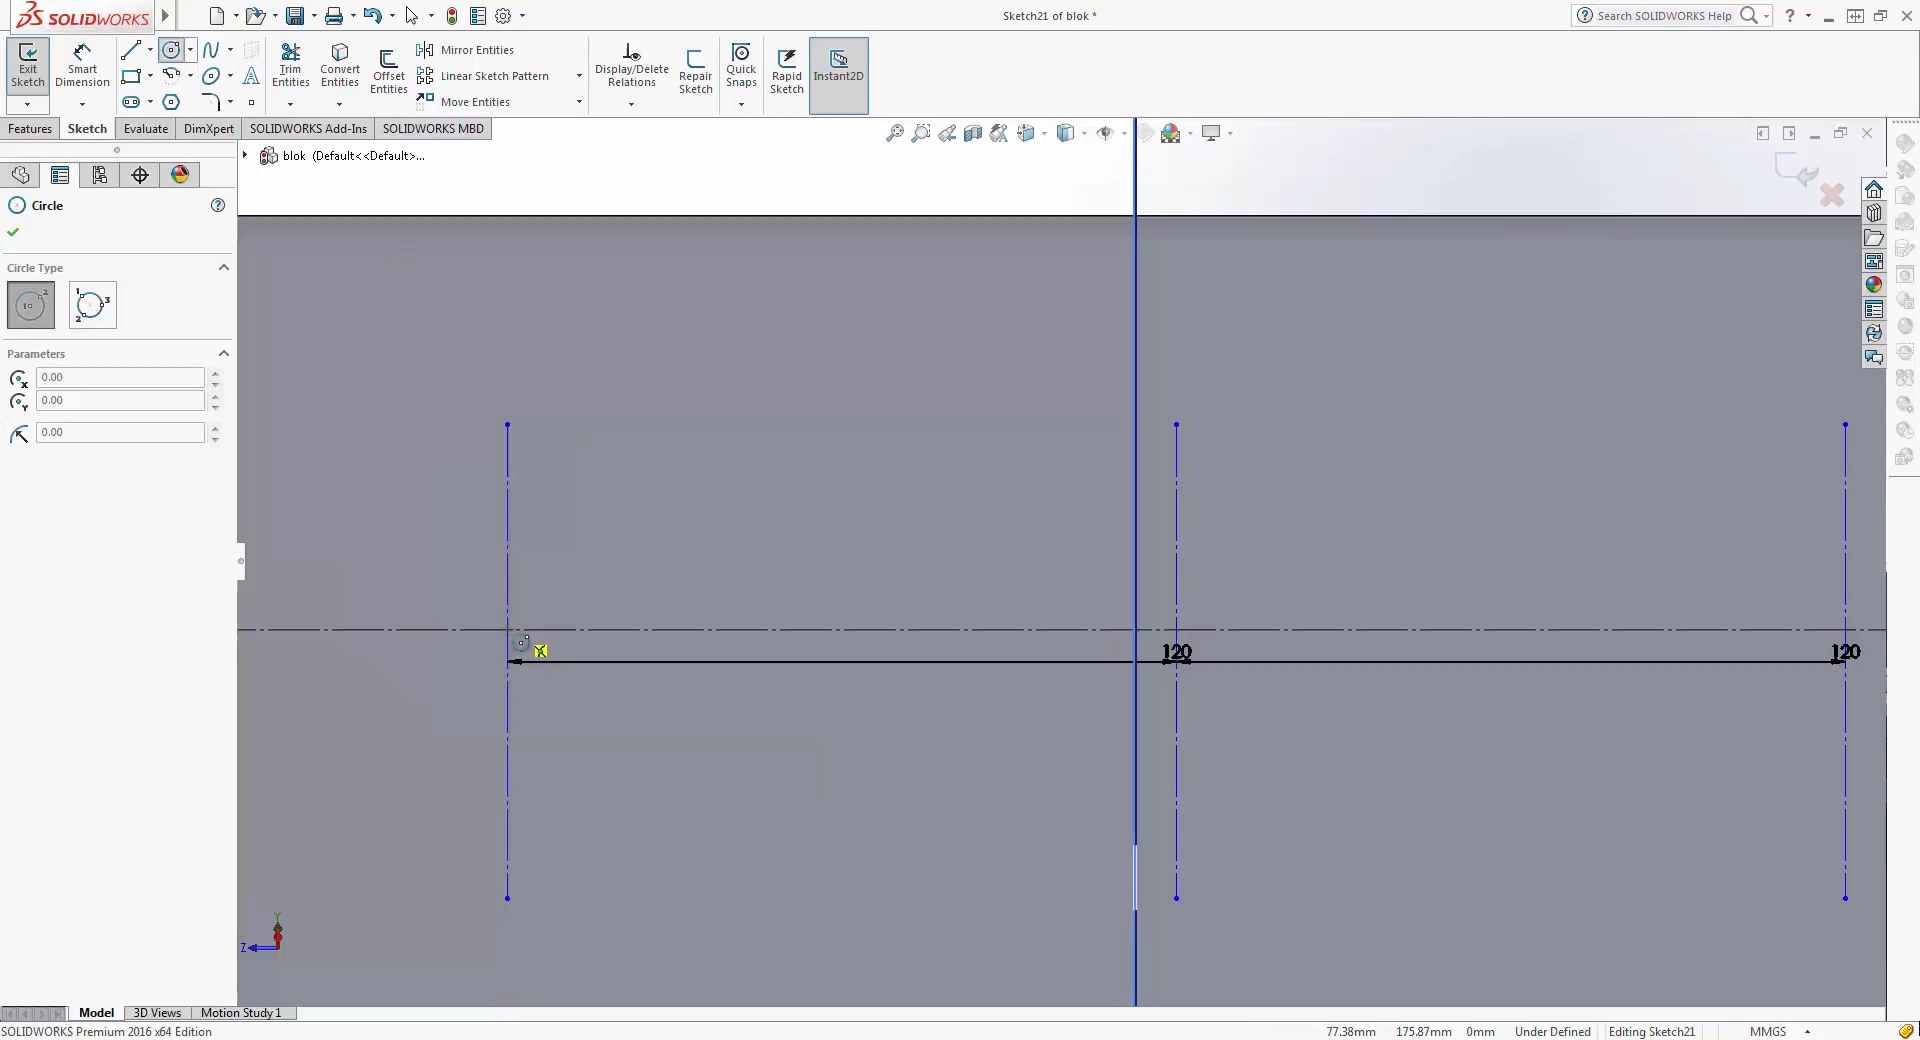 SOLIDWORKS
Sketch21 of blok *
Search SOLIDWORKS Help
Exit Sketch
Smart Dimension
Trim Entities
Convert Entities
Offset Entities
Mirror Entities
Linear Sketch Pattern
Move Entities
Display/Delete Relations
Repair Sketch
Quick Snaps
Rapid Sketch
Instant2D
Features
Sketch
Evaluate
DimXpert
SOLIDWORKS Add-Ins
SOLIDWORKS MBD
blok (Default<<Default>...
Circle
Circle Type
Parameters
0.00
0.00
0.00
120
120
Y
Z
Model
3D Views
Motion Study 1
SOLIDWORKS Premium 2016 x64 Edition
77.38mm
175.87mm
0mm
Under Defined
Editing Sketch21
MMGS